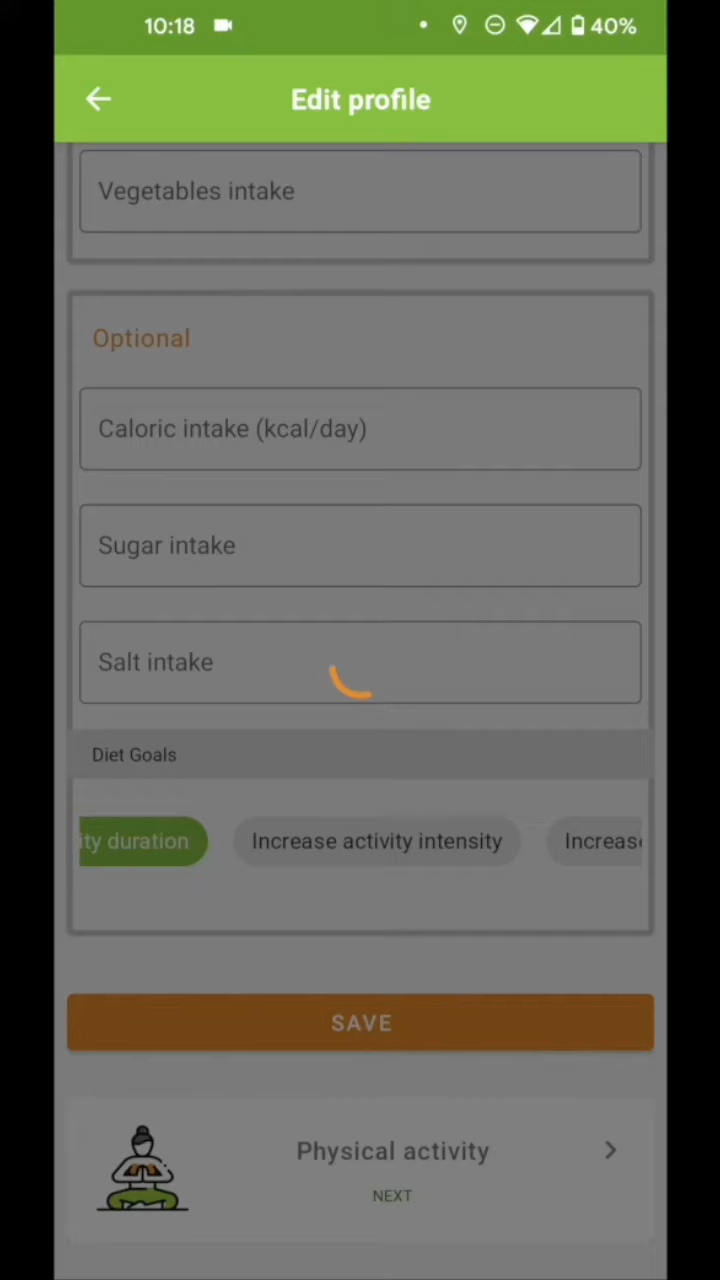 10:18
40%
Edit profile
Vegetables intake
Optional
Caloric intake (kcal/day)
Sugar intake
Salt intake
Diet Goals
ity duration
Increase activity intensity
Increase
SAVE
Physical activity
NEXT